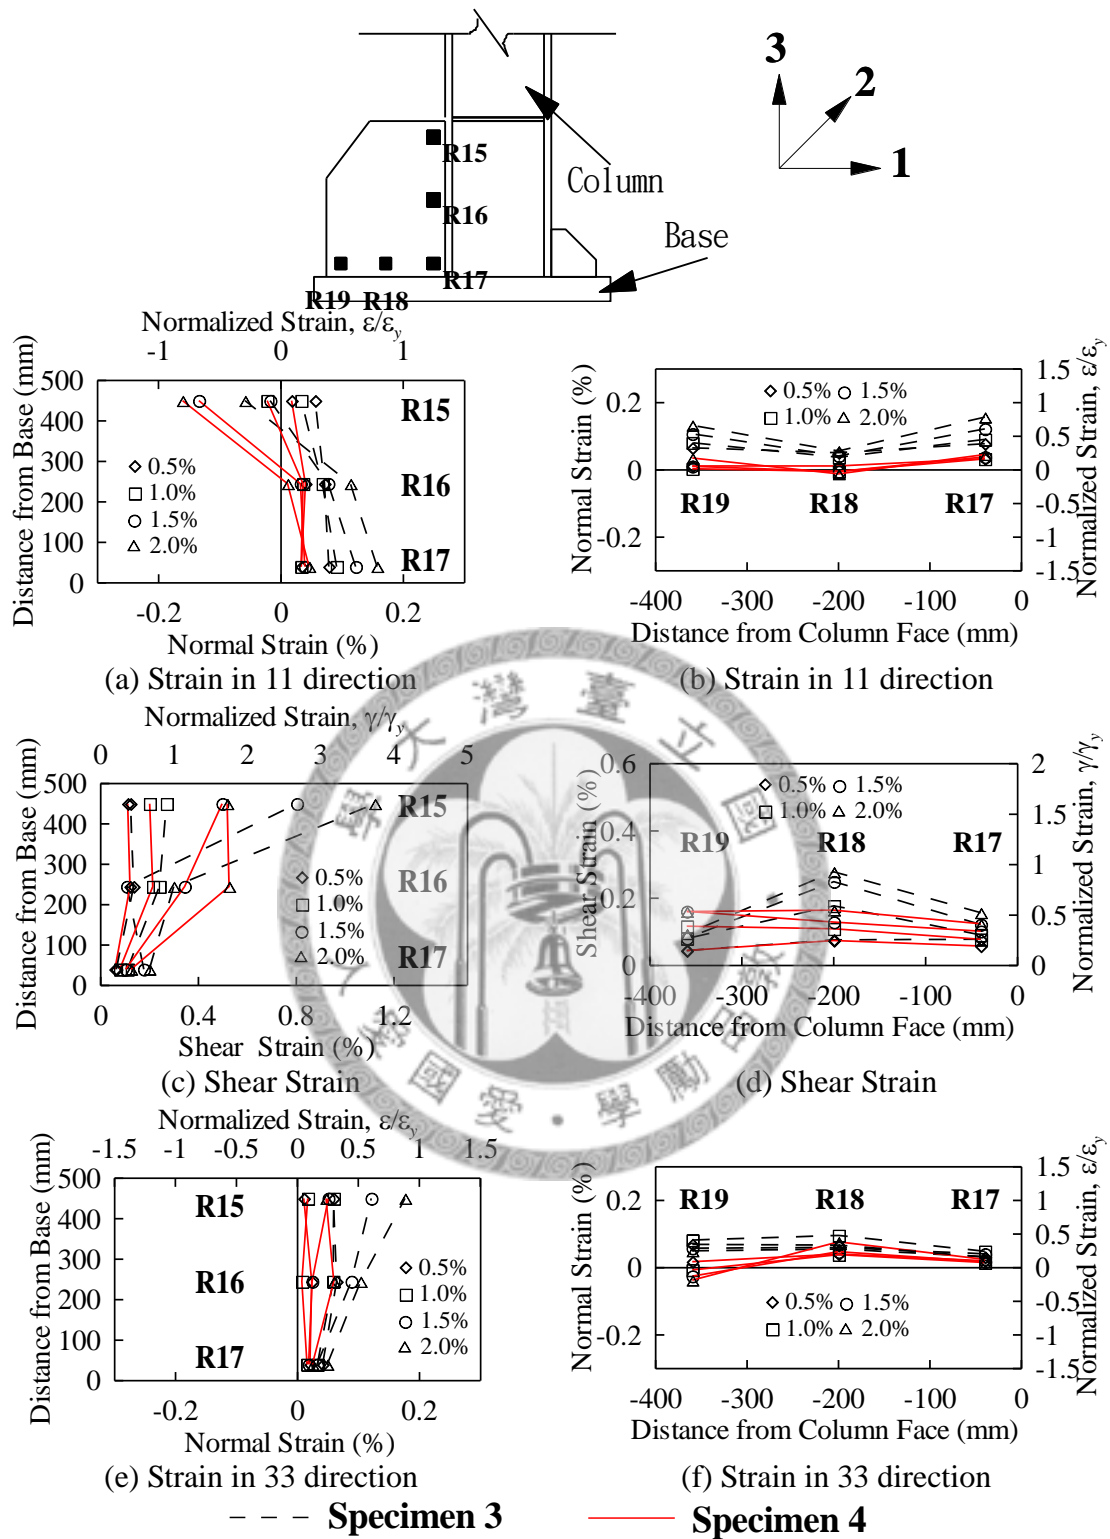 3
2
1
R15
R16
R17
R19
R18
Column
Base
Normalized Strain, ε/εy
-1 0 1
Distance from Base (mm)
500
400
300
200
100
0
R15
R16
R17
0.5%
1.0%
1.5%
2.0%
-0.2 0 0.2
Normal Strain (%)
(a) Strain in 11 direction
Normal Strain (%)
0.2
0
-0.2
0.5% 1.5%
1.0% 2.0%
R19 R18 R17
Normalized Strain, ε/εy
1.5
1
0.5
0
-0.5
-1
-1.5
-400 -300 -200 -100 0
Distance from Column Face (mm)
(b) Strain in 11 direction
Normalized Strain, γ/γy
0 1 2 3 4 5
Distance from Base (mm)
500
400
300
200
100
0
R15
R16
R17
0.5%
1.0%
1.5%
2.0%
0 0.4 0.8 1.2
Shear Strain (%)
(c) Shear Strain
Shear Strain (%)
0.6
0.4
0.2
0
0.5% 1.5%
1.0% 2.0%
R19 R18 R17
Normalized Strain, γ/γy
2
1.5
1
0.5
0
-400 -300 -200 -100 0
Distance from Column Face (mm)
(d) Shear Strain
大學
臺灣
國立
愛國
勵學
Normalized Strain, ε/εy
-1.5 -1 -0.5 0 0.5 1 1.5
Distance from Base (mm)
500
400
300
200
100
0
R15
R16
R17
0.5%
1.0%
1.5%
2.0%
-0.2 0 0.2
Normal Strain (%)
(e) Strain in 33 direction
Normal Strain (%)
0.2
0
-0.2
R19 R18 R17
0.5% 1.5%
1.0% 2.0%
Normalized Strain, ε/εy
1.5
1
0.5
0
-0.5
-1
-1.5
-400 -300 -200 -100 0
Distance from Column Face (mm)
(f) Strain in 33 direction
Specimen 3 Specimen 4